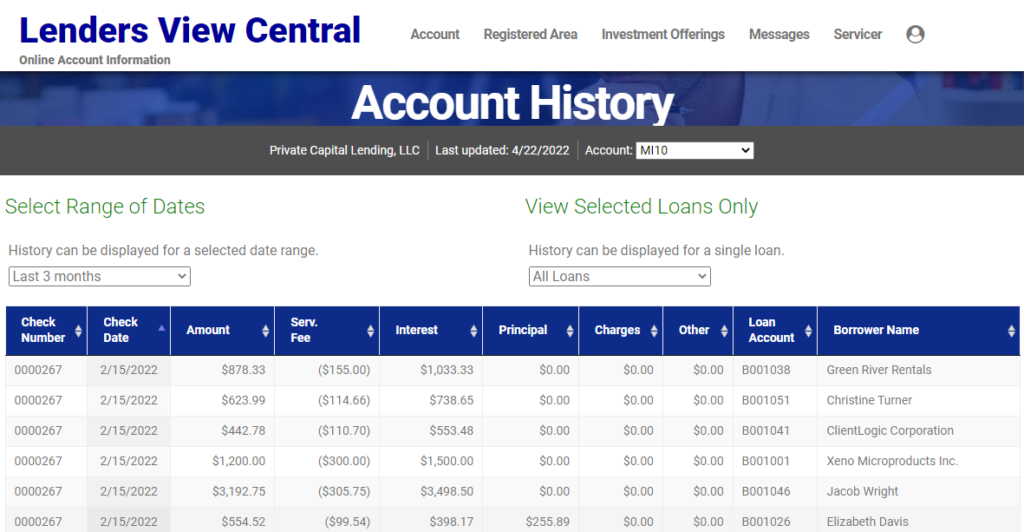 Lenders View Central
Account Registered Area Investment Offerings Messages Servicer
Online Account Information
Account History
Private Capital Lending, LLC Last updated: 4/22/2022 Account: MI10
Select Range of Dates View Selected Loans Only
History can be displayed for a selected date range. History can be displayed for a single loan.
Last 3 months All Loans
Check Number Check Date Amount Serv. Fee Interest Principal Charges Other Loan Account Borrower Name
0000267 2/15/2022 $878.33 ($155.00) $1,033.33 $0.00 $0.00 $0.00 B001038 Green River Rentals
0000267 2/15/2022 $623.99 ($114.66) $738.65 $0.00 $0.00 $0.00 B001051 Christine Turner
0000267 2/15/2022 $442.78 ($110.70) $553.48 $0.00 $0.00 $0.00 B001041 ClientLogic Corporation
0000267 2/15/2022 $1,200.00 ($300.00) $1,500.00 $0.00 $0.00 $0.00 B001001 Xeno Microproducts Inc.
0000267 2/15/2022 $3,192.75 ($305.75) $3,498.50 $0.00 $0.00 $0.00 B001046 Jacob Wright
0000267 2/15/2022 $554.52 ($99.54) $398.17 $255.89 $0.00 $0.00 B001026 Elizabeth Davis